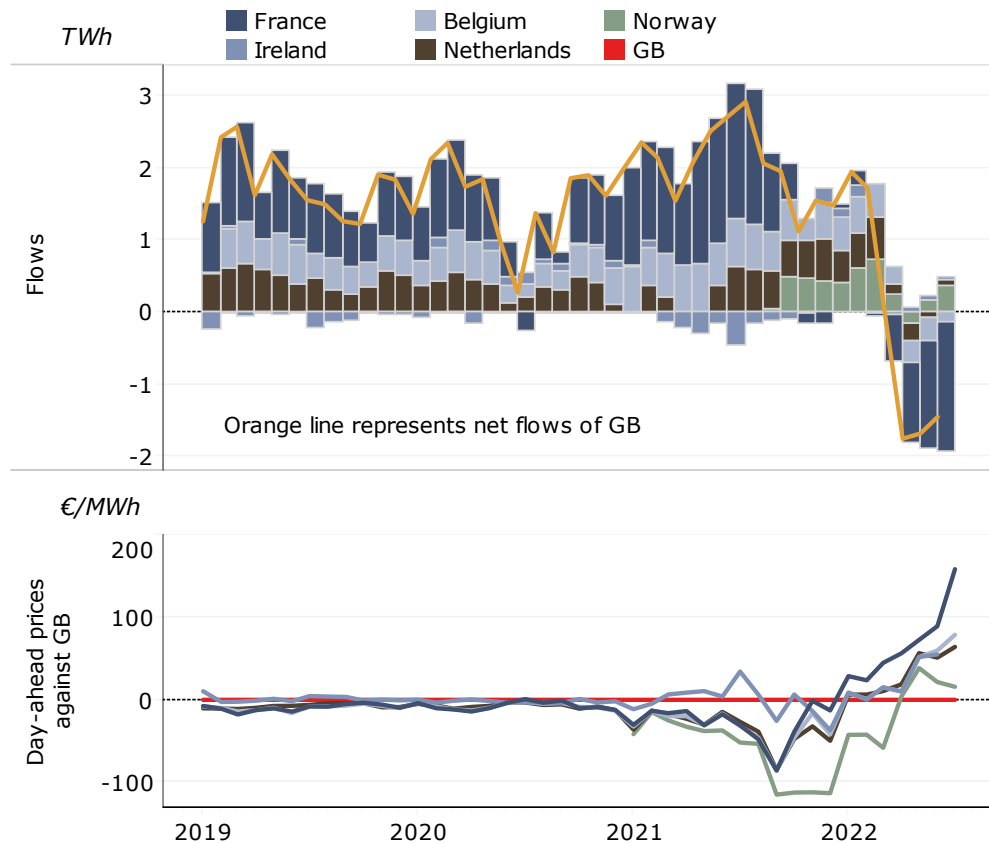 TWh
France
Belgium
Norway
Ireland
Netherlands
GB
Flows
3
2
1
0
-1
-2
Orange line represents net flows of GB
€/MWh
Day-ahead prices
against GB
200
100
0
-100
2019
2020
2021
2022